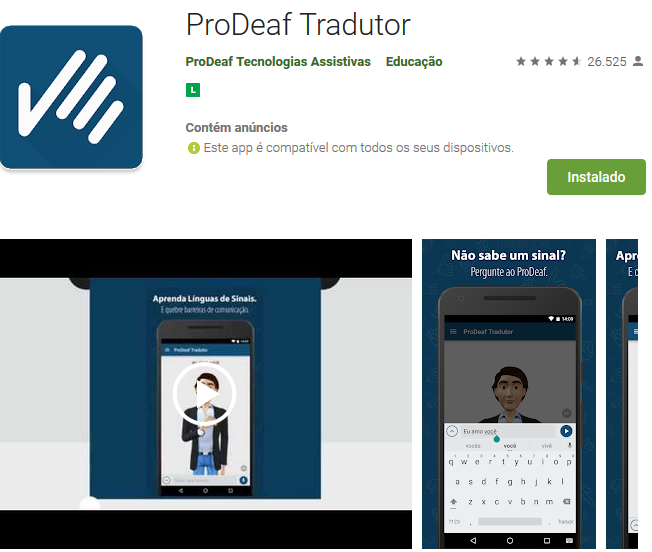 ProDeaf Tradutor
ProDeaf Tecnologias Assistivas Educação 26.525
L
Contém anúncios
Este app é compatível com todos os seus dispositivos.
Instalado
Aprenda Línguas de Sinais.
E quebre barreiras de comunicação.
ProDeaf Tradutor
Não sabe um sinal?
Pergunte ao ProDeaf.
14:00
ProDeaf Tradutor
Eu amo você
vocês você vivê
q w e r t y u i o p
a s d f g h j k l
z x c v b n m
?123 , . Traduzir
Apr
E c